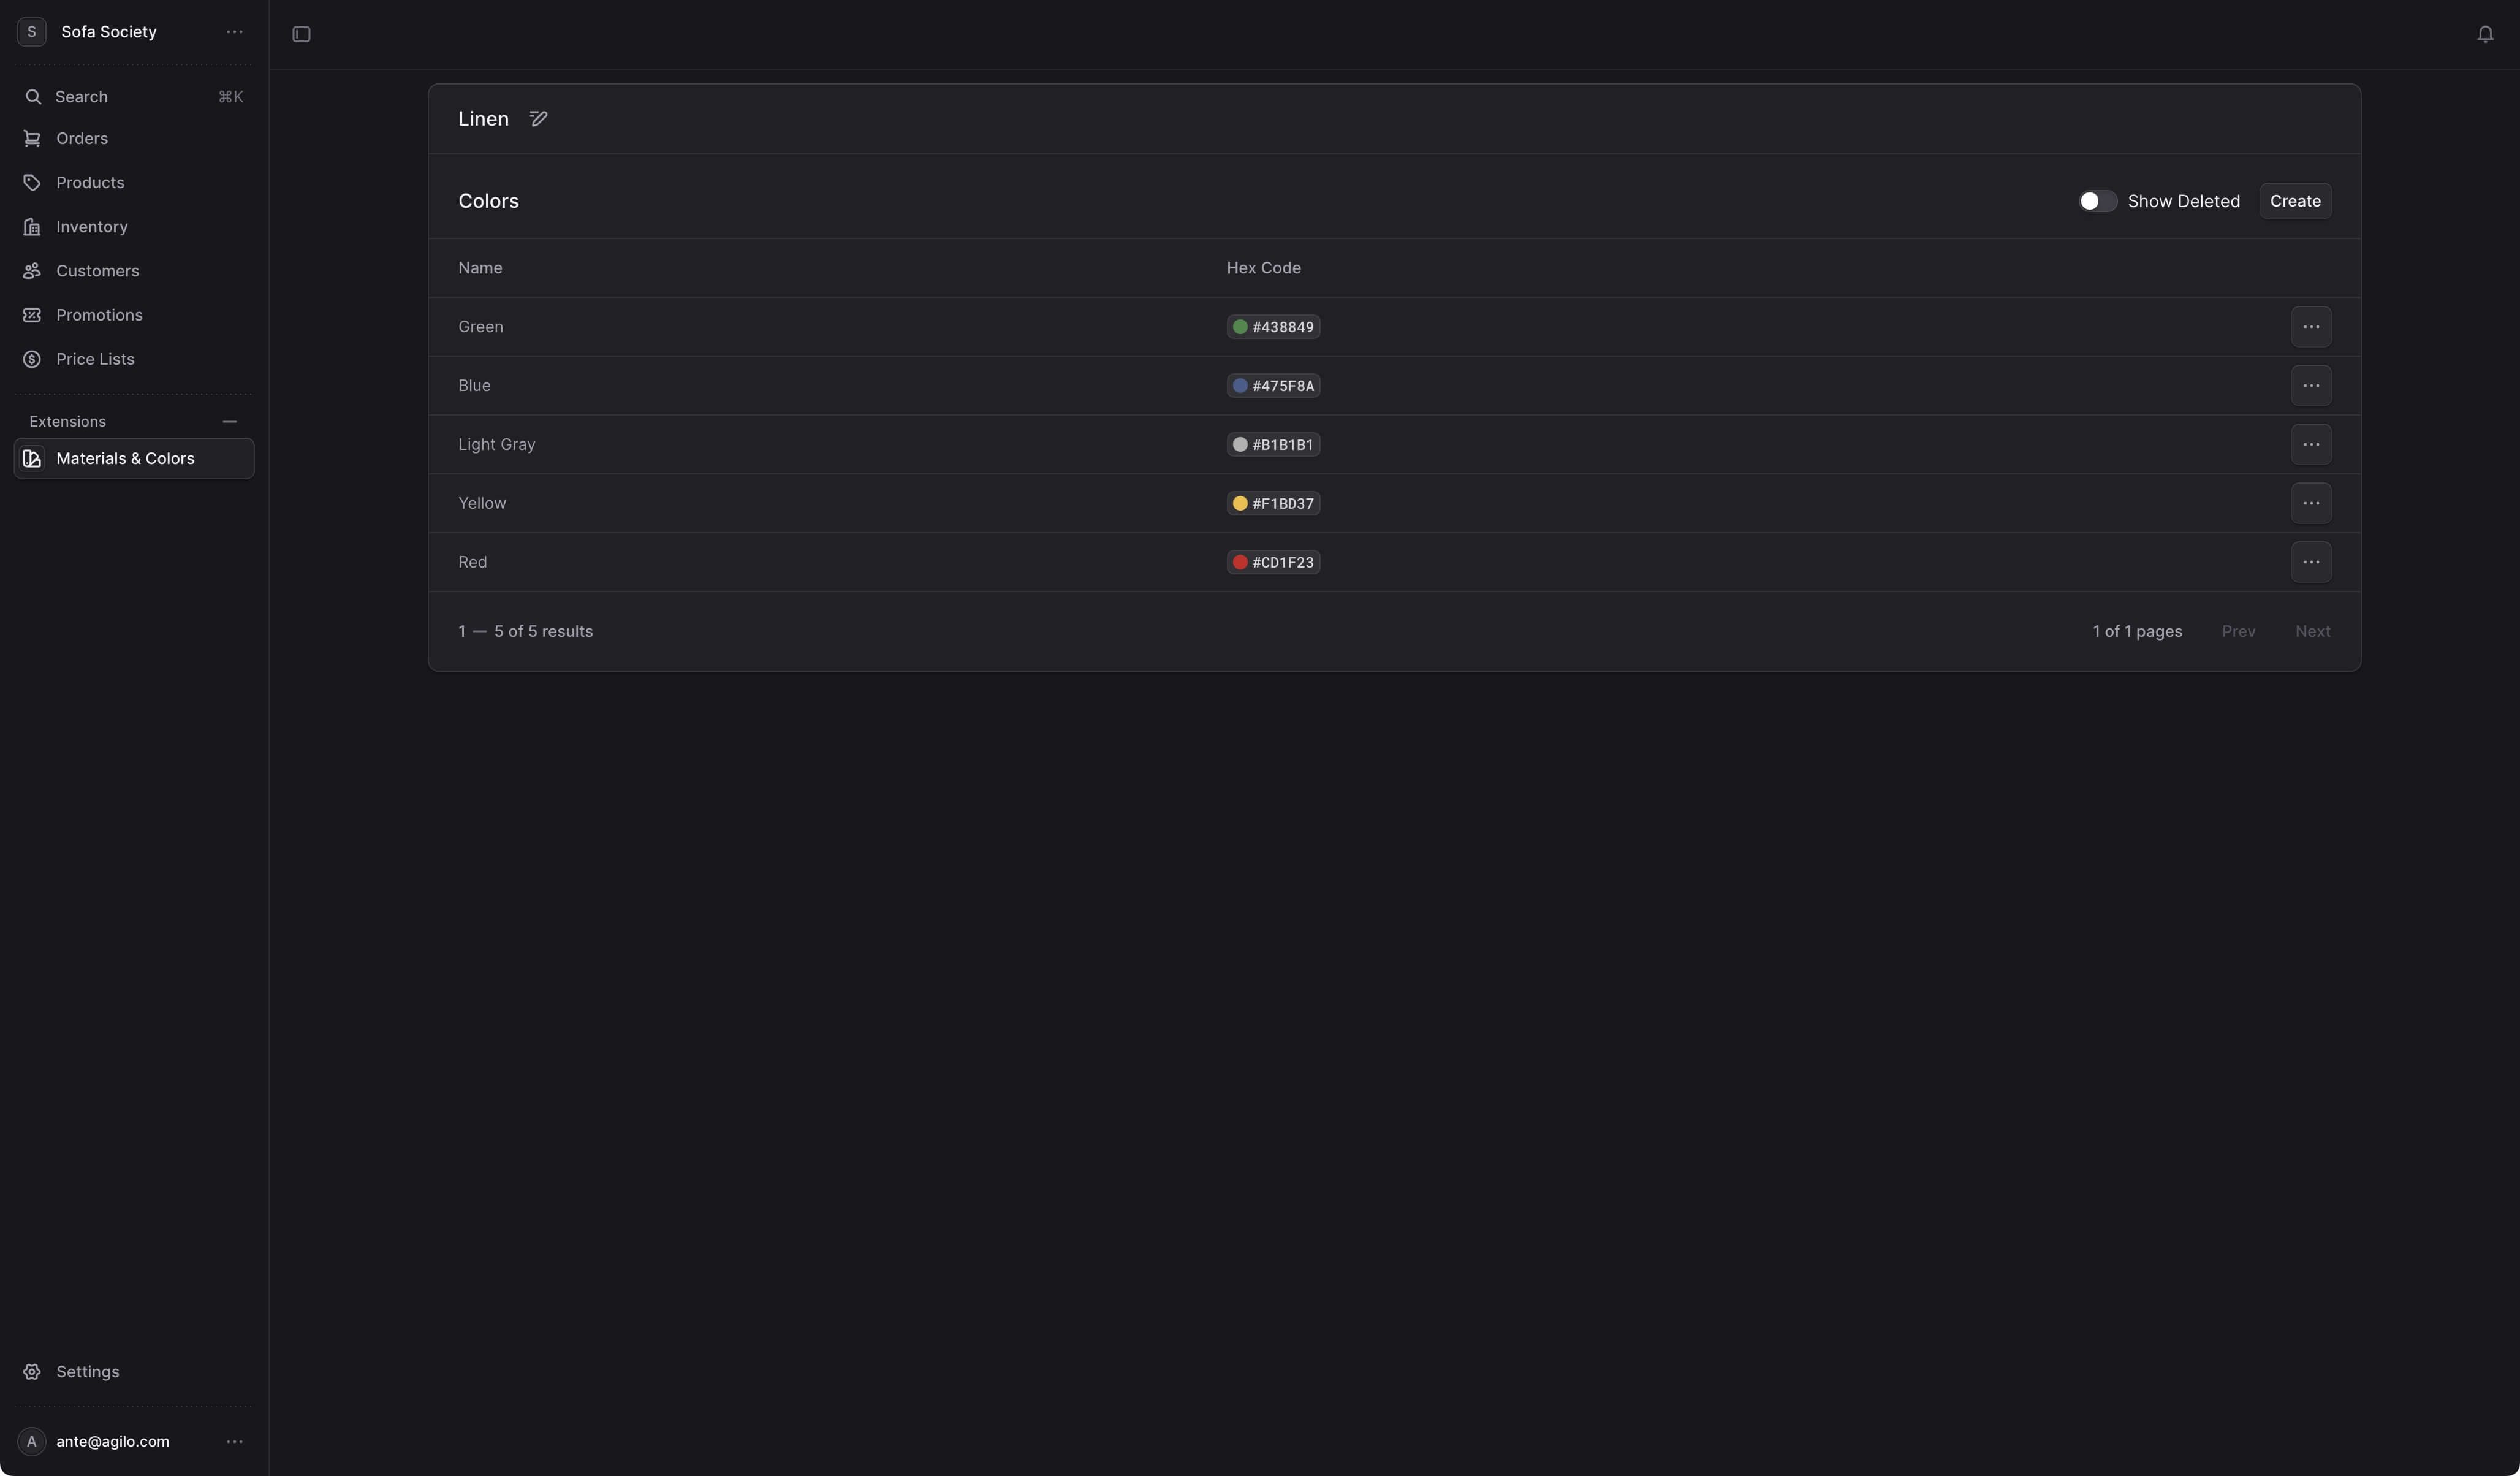 S Sofa Society
Search ⌘K
Orders
Products
Inventory
Customers
Promotions
Price Lists
Extensions
Materials & Colors
Settings
A ante@agilo.com
Linen
Colors Show Deleted Create
Name Hex Code
Green #438849
Blue #475F8A
Light Gray #B1B1B1
Yellow #F1BD37
Red #CD1F23
1 — 5 of 5 results 1 of 1 pages Prev Next